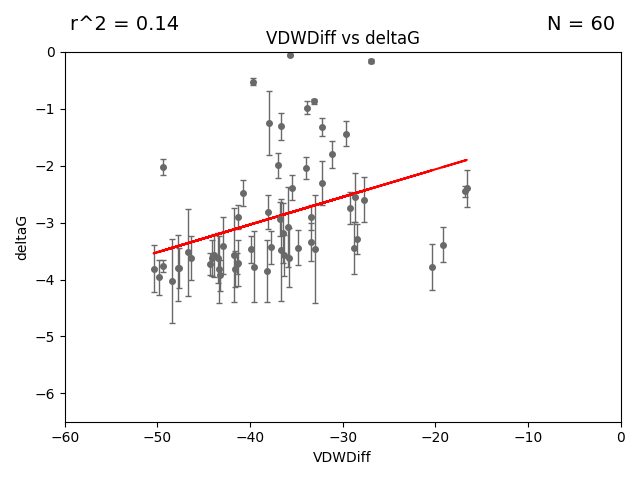 r^2 = 0.14
N = 60
VDWDiff vs deltaG
0
−1
−2
−3
−4
−5
−6
deltaG
−60 −50 −40 −30 −20 −10 0
VDWDiff